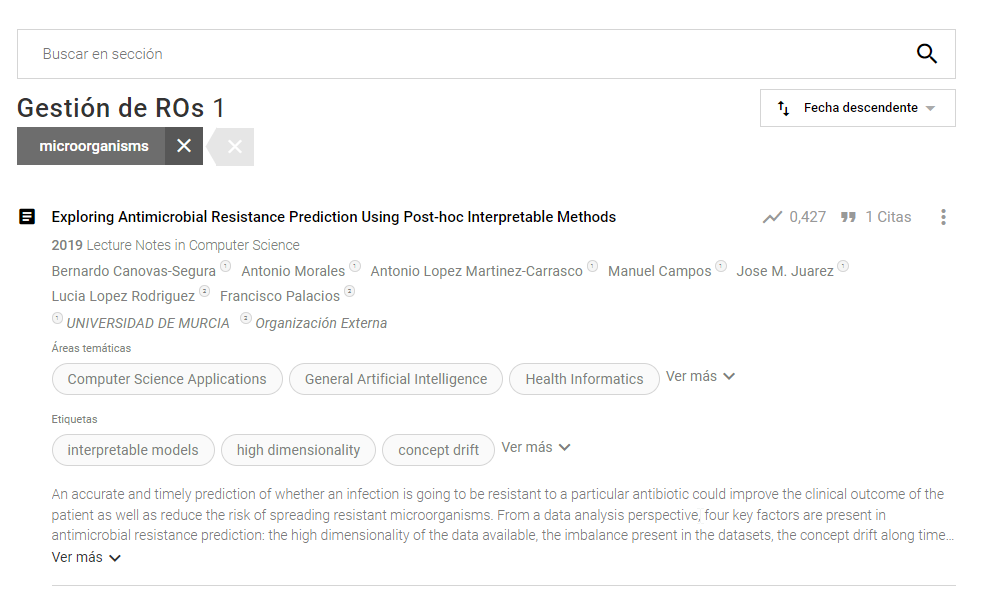 Buscar en sección
Gestión de ROs 1
Fecha descendente
microorganisms
Exploring Antimicrobial Resistance Prediction Using Post-hoc Interpretable Methods
0,427
1 Citas
2019 Lecture Notes in Computer Science
Bernardo Canovas-Segura 1 Antonio Morales 1 Antonio Lopez Martinez-Carrasco 1 Manuel Campos 1 Jose M. Juarez 1
Lucia Lopez Rodriguez 2 Francisco Palacios 2
1 UNIVERSIDAD DE MURCIA 2 Organización Externa
Áreas temáticas
Computer Science Applications General Artificial Intelligence Health Informatics Ver más
Etiquetas
interpretable models high dimensionality concept drift Ver más
An accurate and timely prediction of whether an infection is going to be resistant to a particular antibiotic could improve the clinical outcome of the
patient as well as reduce the risk of spreading resistant microorganisms. From a data analysis perspective, four key factors are present in
antimicrobial resistance prediction: the high dimensionality of the data available, the imbalance present in the datasets, the concept drift along time...
Ver más